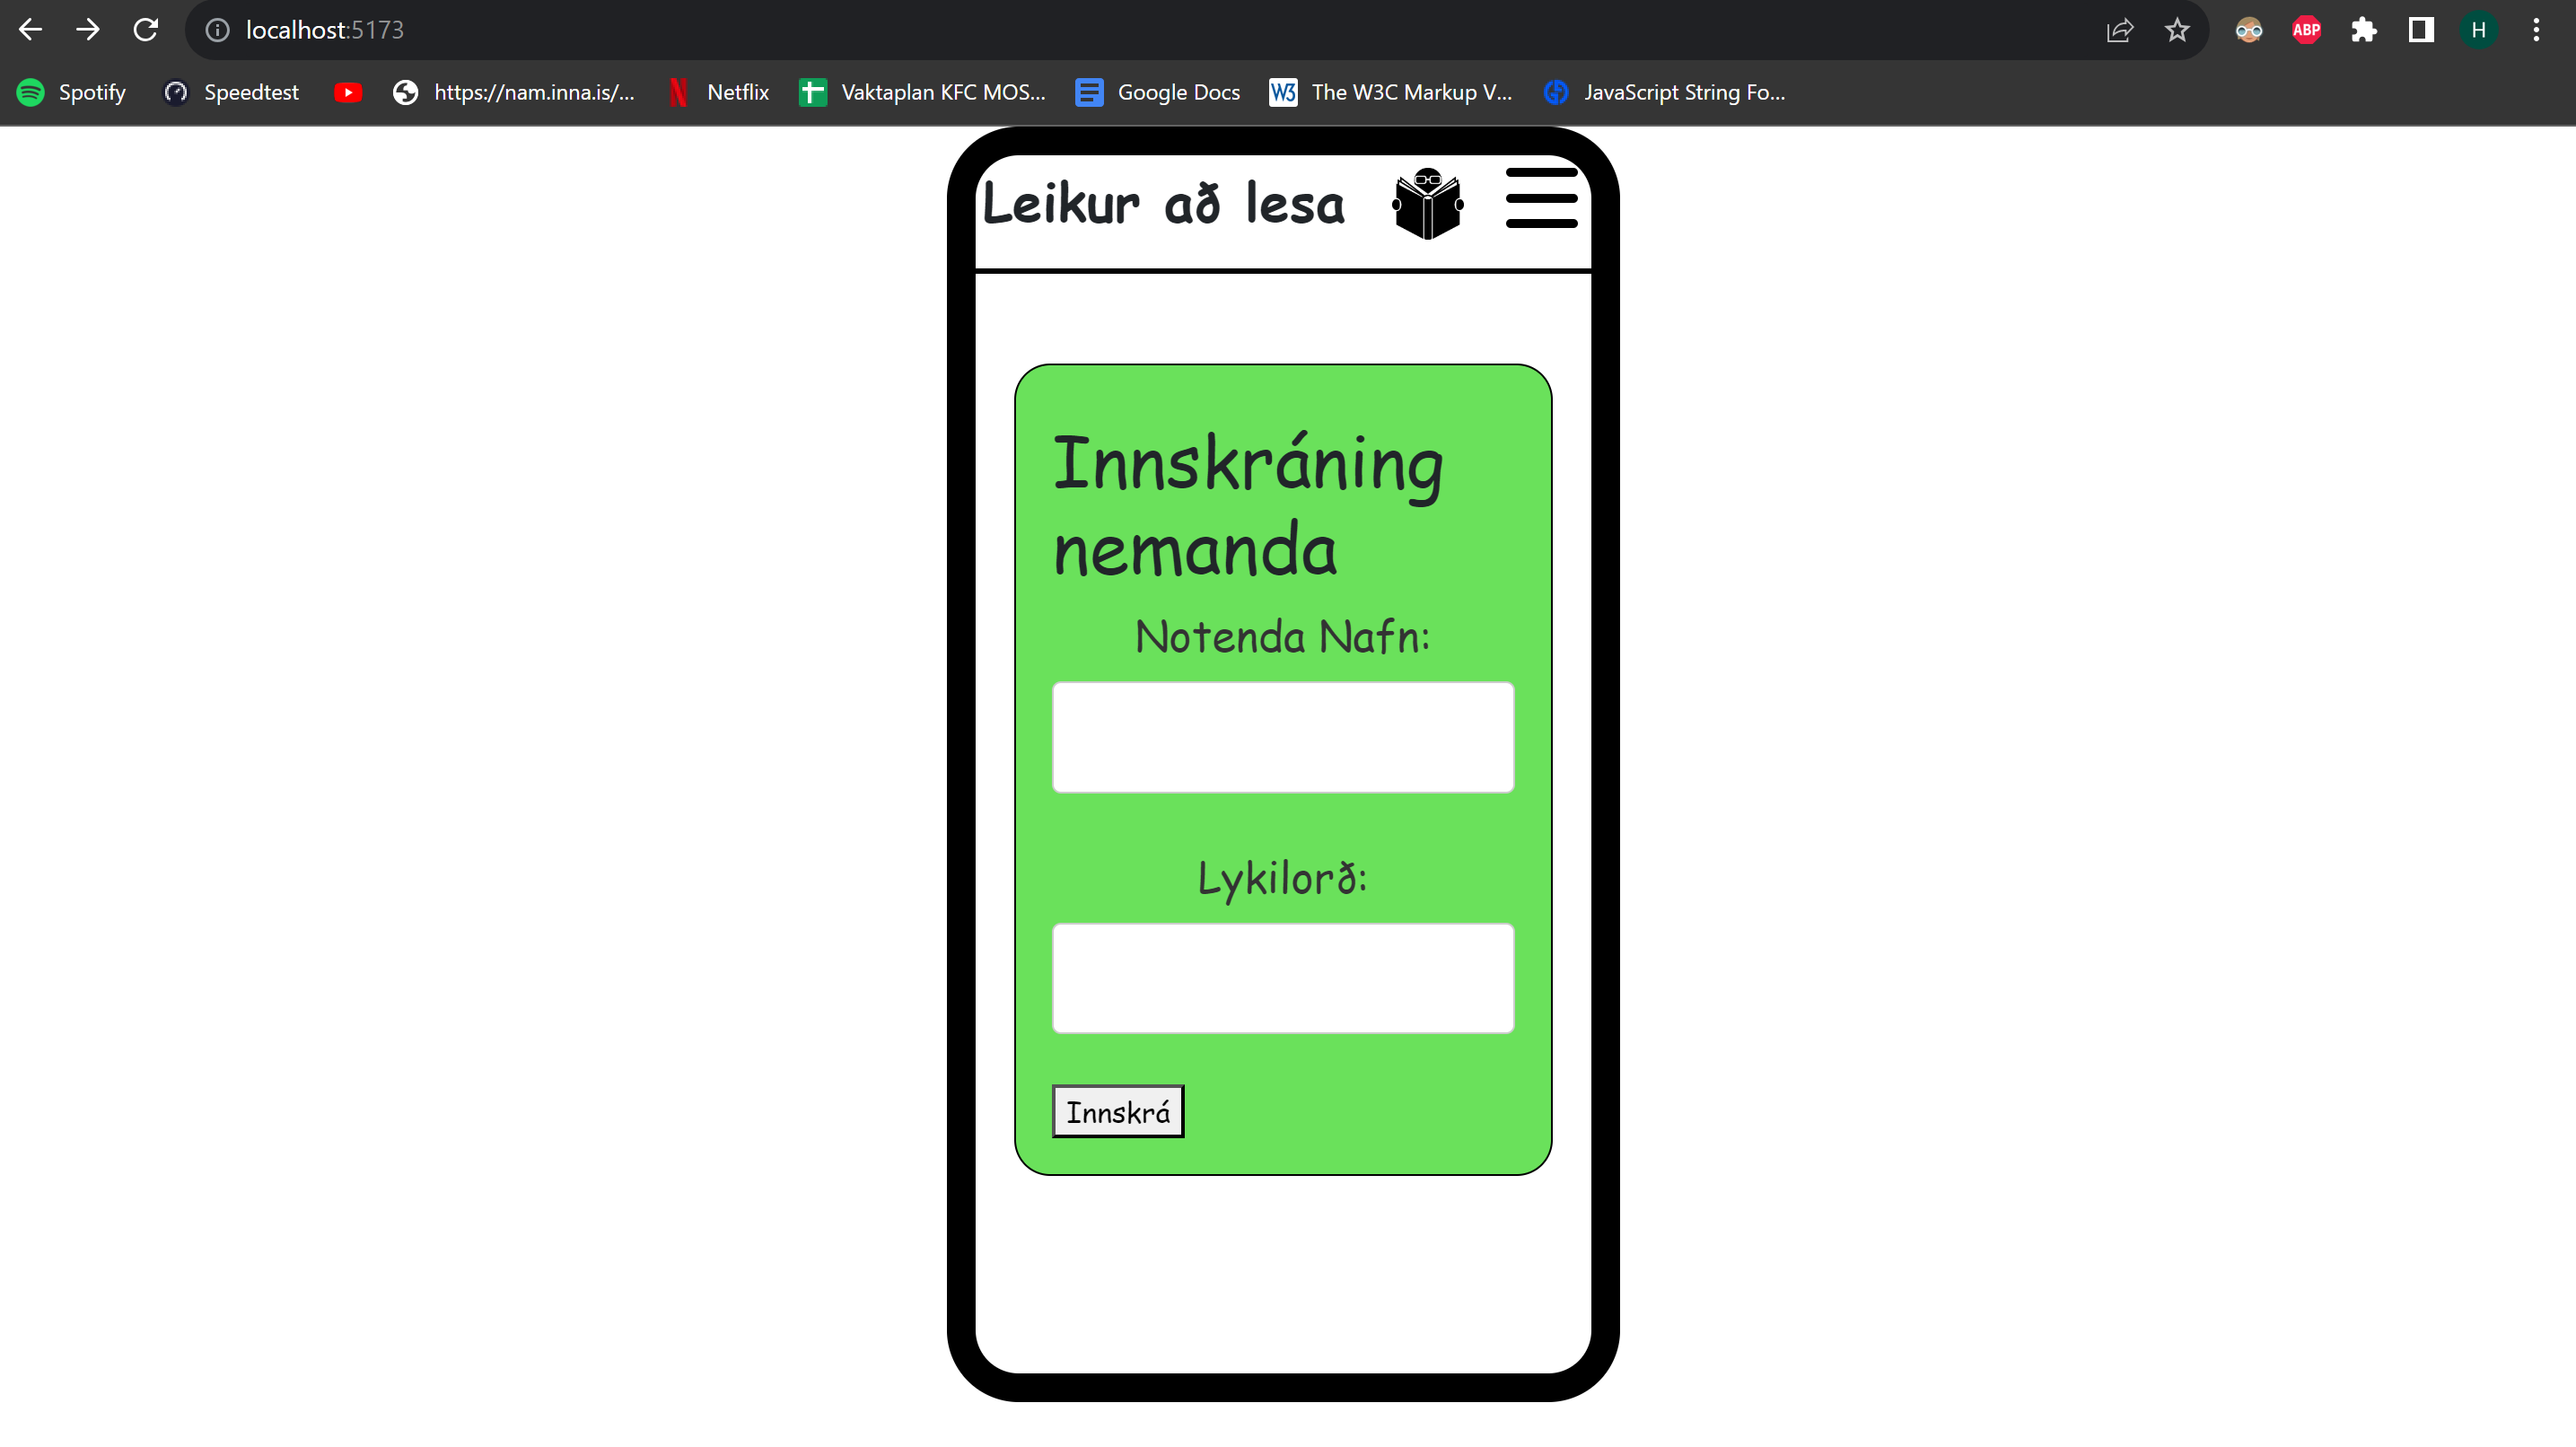 localhost:5173
ABP
H
Spotify
Speedtest
https://nam.inna.is/...
Netflix
Vaktaplan KFC MOS...
Google Docs
W3
The W3C Markup V...
JavaScript String Fo...
Leikur að lesa
Innskráning
nemanda
Notenda Nafn:
Lykilorð:
Innskrá